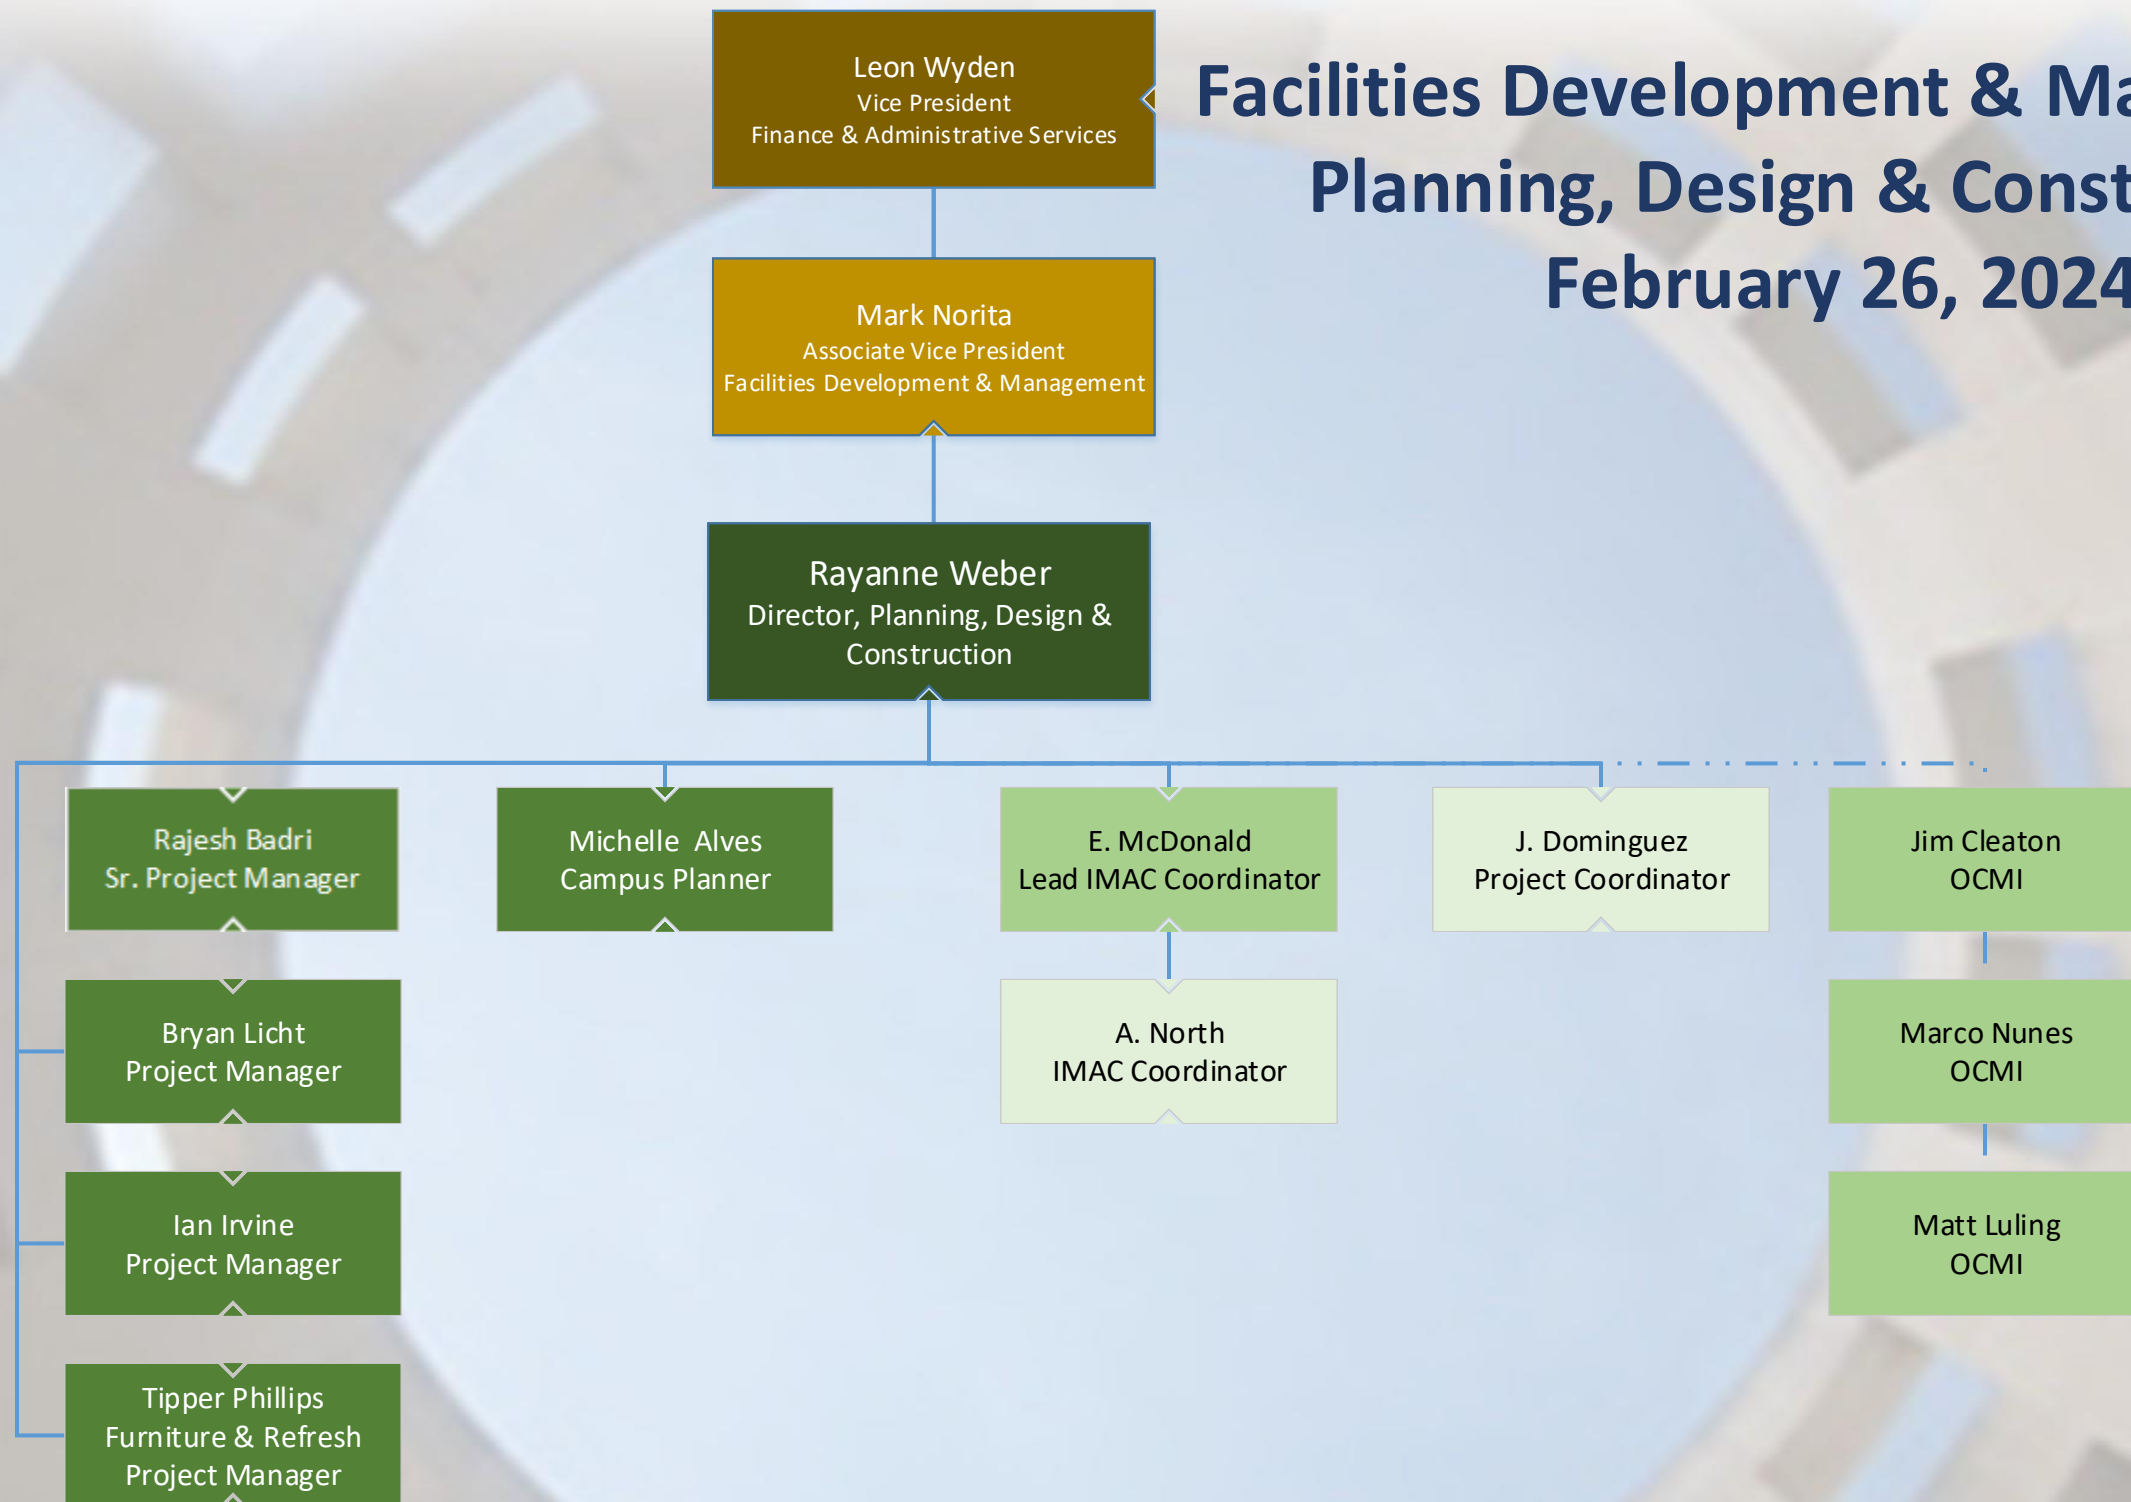 Leon Wyden
Vice President
Finance & Administrative Services
Facilities Development & Ma
Planning, Design & Const
February 26, 2024
Mark Norita
Associate Vice President
Facilities Development & Management
Rayanne Weber
Director, Planning, Design &
Construction
Rajesh Badri
Sr. Project Manager
Michelle Alves
Campus Planner
E. McDonald
Lead IMAC Coordinator
J. Dominguez
Project Coordinator
Jim Cleaton
OCMI
Bryan Licht
Project Manager
A. North
IMAC Coordinator
Marco Nunes
OCMI
Ian Irvine
Project Manager
Matt Luling
OCMI
Tipper Phillips
Furniture & Refresh
Project Manager